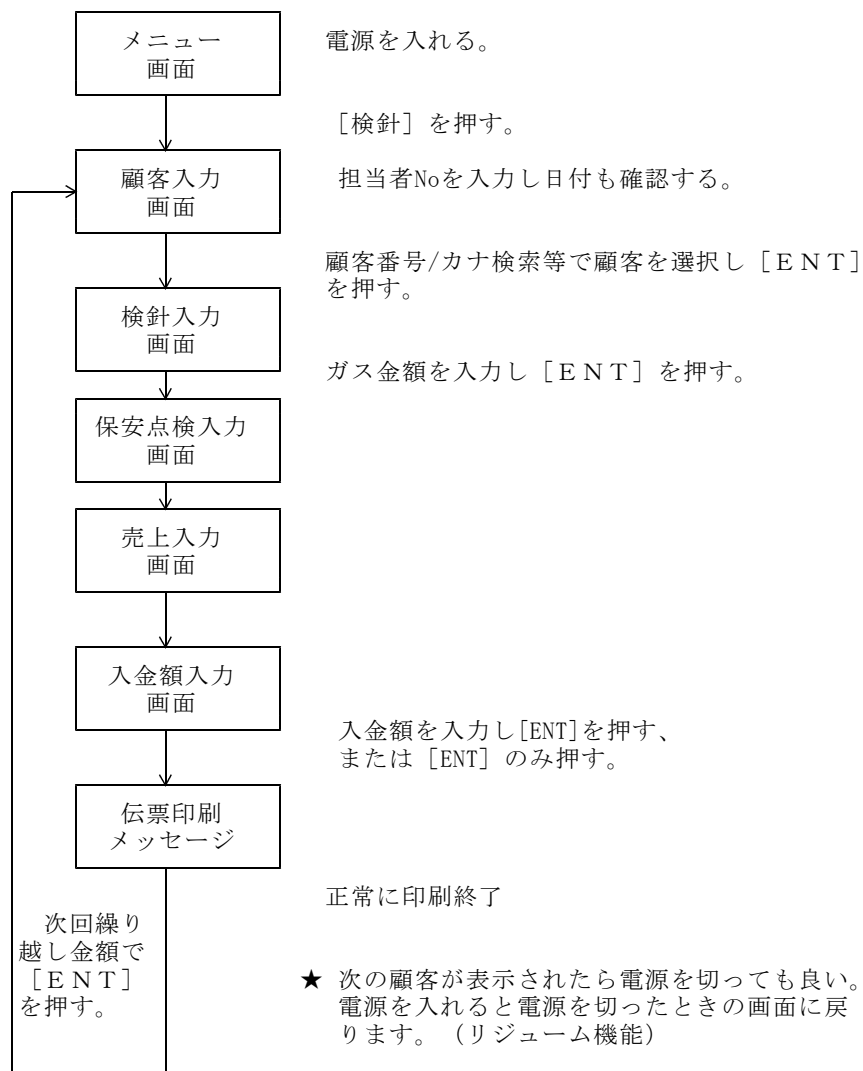 メニュー
画面
電源を入れる。
［検針］を押す。
顧客入力
画面
担当者Noを入力し日付も確認する。
顧客番号/カナ検索等で顧客を選択し［ＥＮＴ］
を押す。
検針入力
画面
ガス金額を入力し［ＥＮＴ］を押す。
保安点検入力
画面
売上入力
画面
入金額入力
画面
入金額を入力し[ENT]を押す、
または［ENT］のみ押す。
伝票印刷
メッセージ
正常に印刷終了
次回繰り
越し金額で
［ＥＮＴ］
を押す。
★ 次の顧客が表示されたら電源を切っても良い。
電源を入れると電源を切ったときの画面に戻
ります。（リジューム機能）